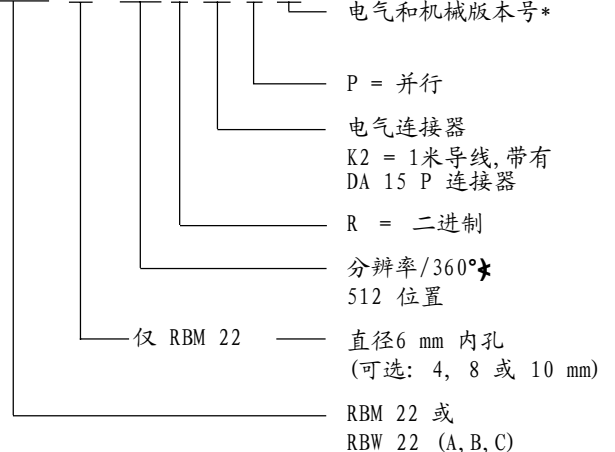 电气和机械版本号*
P = 并行
电气连接器
K2 = 1米导线,带有
DA 15 P 连接器
R = 二进制
分辨率/360°∢
512 位置
仅 RBM 22
直径6 mm 内孔
(可选: 4, 8 或 10 mm)
RBM 22 或
RBW 22 (A,B,C)